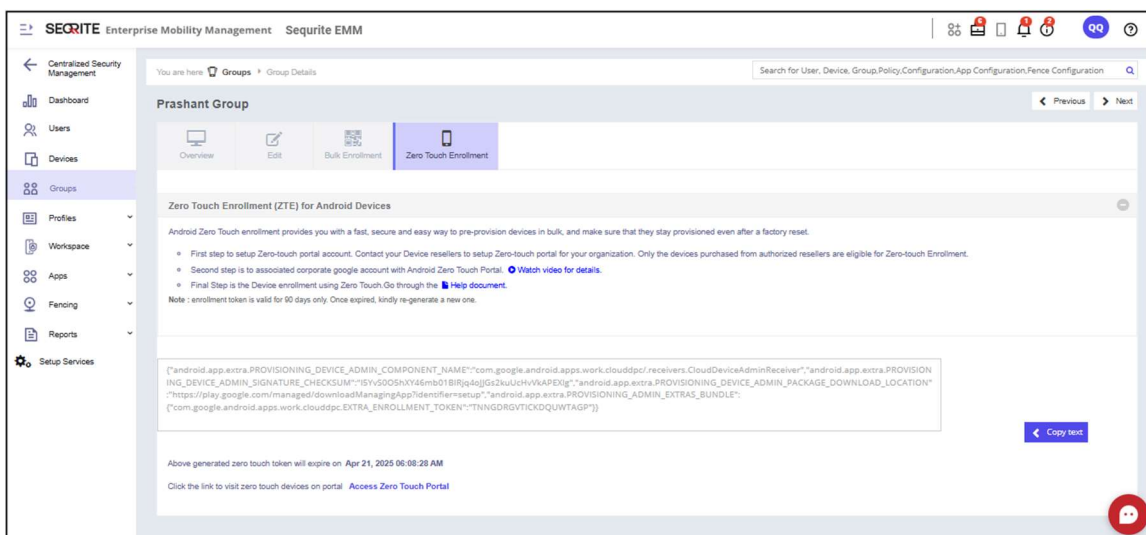 SEQRITE Enterprise Mobility Management Seqrite EMM
6 1 2 QQ
Centralized Security
Management
You are here Groups Group Details
Search for User, Device, Group,Policy,Configuration,App Configuration,Fence Configuration
Dashboard
Prashant Group
Previous Next
Users
Devices
Groups
Profiles
Workspace
Apps
Fencing
Reports
Setup Services
Overview Edit Bulk Enrollment Zero Touch Enrollment
Zero Touch Enrollment (ZTE) for Android Devices
Android Zero Touch enrollment provides you with a fast, secure and easy way to pre-provision devices in bulk, and make sure that they stay provisioned even after a factory reset.
First step to setup Zero-touch portal account. Contact your Device resellers to setup Zero-touch portal for your organization. Only the devices purchased from authorized resellers are eligible for Zero-touch Enrollment.
Second step is to associated corporate google account with Android Zero Touch Portal. Watch video for details.
Final Step is the Device enrollment using Zero Touch.Go through the Help document.
Note : enrollment token is valid for 90 days only. Once expired, kindly re-generate a new one.
{"android.app.extra.PROVISIONING_DEVICE_ADMIN_COMPONENT_NAME":"com.google.android.apps.work.clouddpc/.receivers.CloudDeviceAdminReceiver","android.app.extra.PROVISION
ING_DEVICE_ADMIN_SIGNATURE_CHECKSUM":"I5YvS0O5hXY46mb01BlRjq4oJJGs2kuUcHvVkAPEXlg","android.app.extra.PROVISIONING_DEVICE_ADMIN_PACKAGE_DOWNLOAD_LOCATION"
:"https://play.google.com/managed/downloadManagingApp?identifier=setup","android.app.extra.PROVISIONING_ADMIN_EXTRAS_BUNDLE":
{"com.google.android.apps.work.clouddpc.EXTRA_ENROLLMENT_TOKEN":"TNNGDRGVTICKDQUWTAGP"}}
Copy text
Above generated zero touch token will expire on Apr 21, 2025 06:08:28 AM
Click the link to visit zero touch devices on portal Access Zero Touch Portal